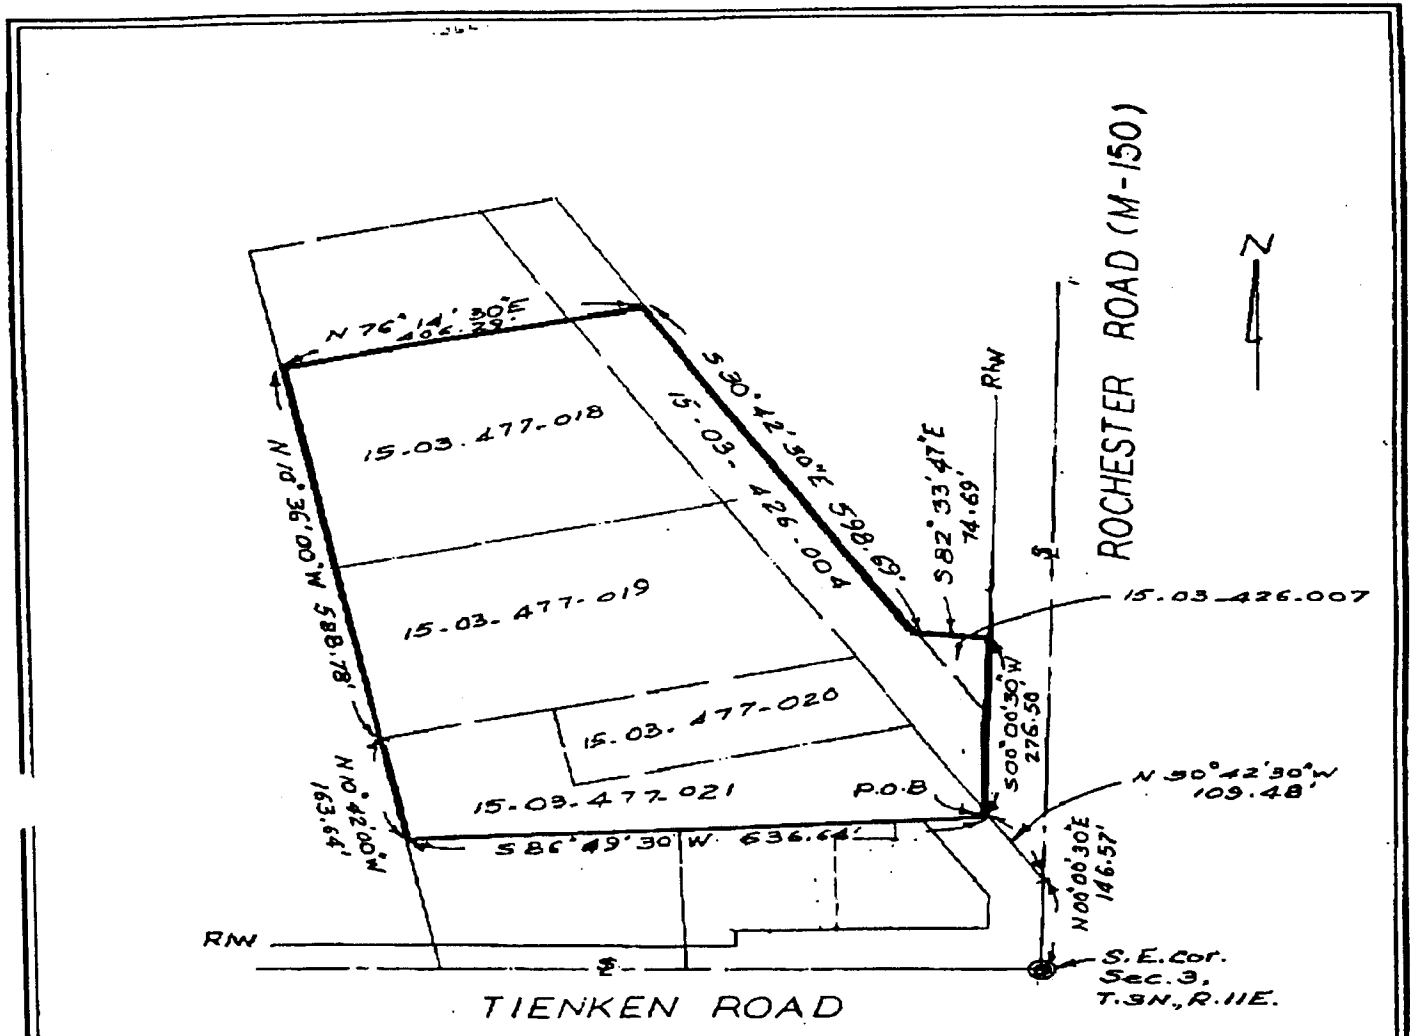 ROCHESTER ROAD (M-150)
N
N 76° 14' 30"E
406.29'
S 30° 42' 30"E 598.69'
R/W
15-03-477-018
15-03-426-004
S 82° 33' 47"E
74.69'
N 10° 36' 00"W 588.78'
15-03-477-019
15-03-426-007
S00° 00' 30"W
276.50
15-03-477-020
N 30° 42' 30"W
109.48'
N 10° 42' 00"W
163.64'
15-03-477-021
P.O.B
S 86° 49' 30"W 636.64'
N00° 00' 30"E
146.57'
R/W
S.E. cor.
Sec. 3,
T.3N., R.11E.
TIENKEN ROAD